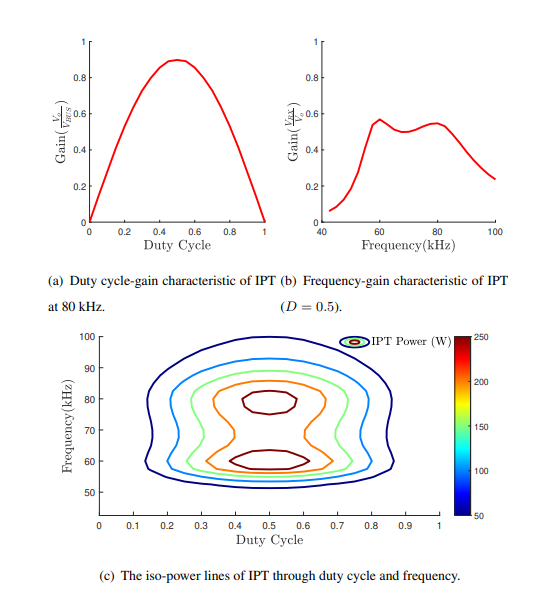 1
0.8
0.6
0.4
0.2
0
Gain(V_o/V_BUS)
0 0.2 0.4 0.6 0.8 1
Duty Cycle
1
0.8
0.6
0.4
0.2
0
Gain(V_RX/V_o)
40 60 80 100
Frequency(kHz)
(a) Duty cycle-gain characteristic of IPT
at 80 kHz.
(b) Frequency-gain characteristic of IPT
(D = 0.5).
100
90
80
70
60
50
Frequency(kHz)
0 0.1 0.2 0.3 0.4 0.5 0.6 0.7 0.8 0.9 1
Duty Cycle
IPT Power (W)
250
200
150
100
50
(c) The iso-power lines of IPT through duty cycle and frequency.